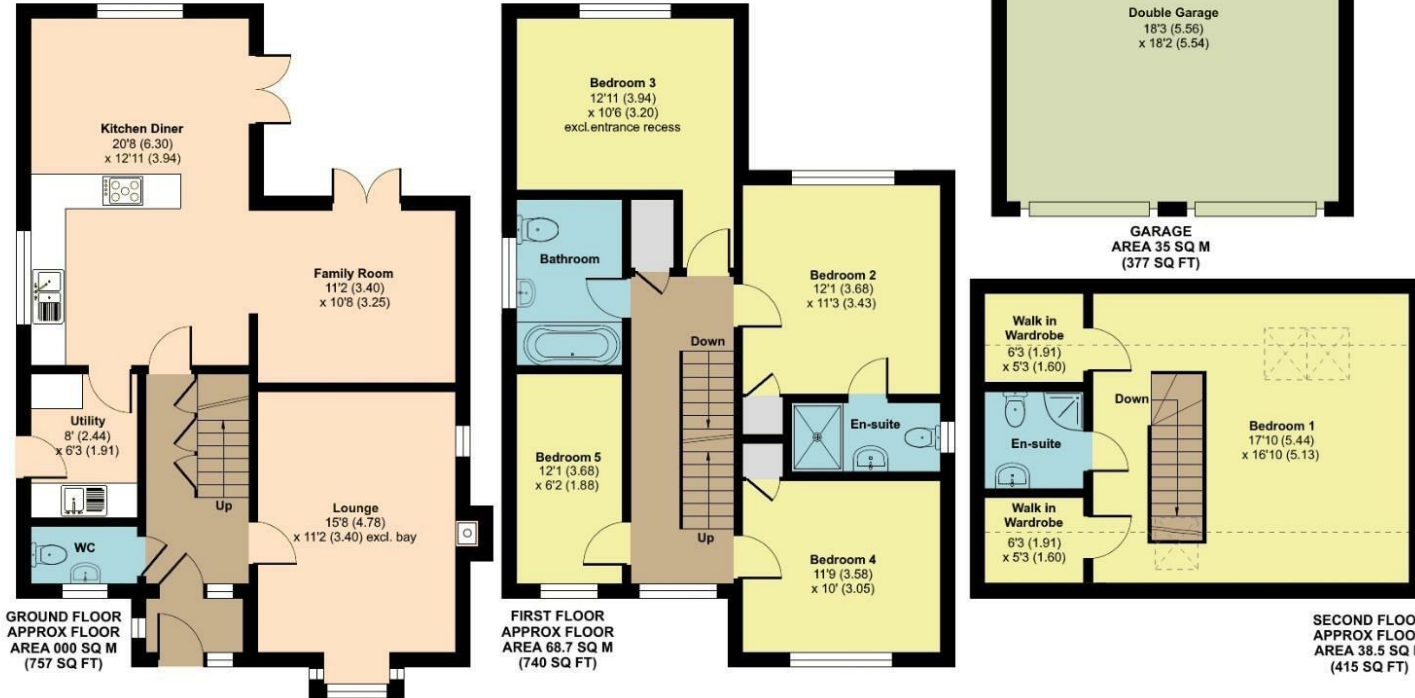 Kitchen Diner
20'8 (6.30)
x 12'11 (3.94)
Family Room
11'2 (3.40)
x 10'8 (3.25)
Utility
8' (2.44)
x 6'3 (1.91)
Up
Lounge
15'8 (4.78)
x 11'2 (3.40) excl. bay
WC
GROUND FLOOR
APPROX FLOOR
AREA 000 SQ M
(757 SQ FT)
Bedroom 3
12'11 (3.94)
x 10'6 (3.20)
excl.entrance recess
Bathroom
Bedroom 2
12'1 (3.68)
x 11'3 (3.43)
Down
En-suite
Bedroom 5
12'1 (3.68)
x 6'2 (1.88)
Up
Bedroom 4
11'9 (3.58)
x 10' (3.05)
FIRST FLOOR
APPROX FLOOR
AREA 68.7 SQ M
(740 SQ FT)
Double Garage
18'3 (5.56)
x 18'2 (5.54)
GARAGE
AREA 35 SQ M
(377 SQ FT)
Walk in
Wardrobe
6'3 (1.91)
x 5'3 (1.60)
Down
En-suite
Bedroom 1
17'10 (5.44)
x 16'10 (5.13)
Walk in
Wardrobe
6'3 (1.91)
x 5'3 (1.60)
SECOND FLOO
APPROX FLOO
AREA 38.5 SQ
(415 SQ FT)